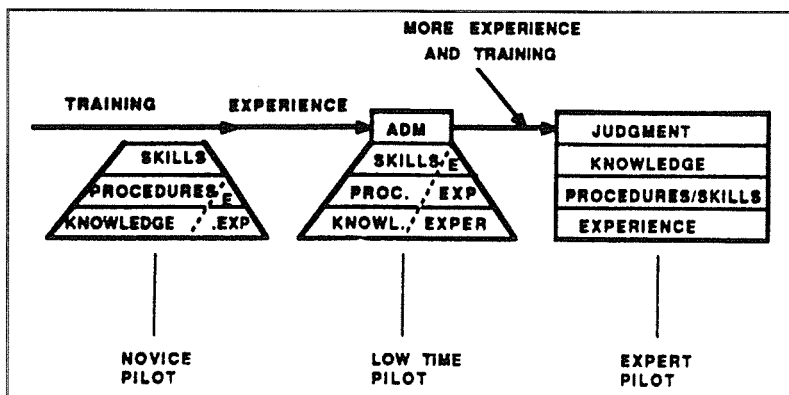 MORE EXPERIENCE
AND TRAINING
TRAINING
EXPERIENCE
ADM
SKILLS
PROCEDURES E
KNOWLEDGE .EXP
SKILLS E
PROC. EXP
KNOWL. EXPER
JUDGMENT
KNOWLEDGE
PROCEDURES/SKILLS
EXPERIENCE
NOVICE
PILOT
LOW TIME
PILOT
EXPERT
PILOT